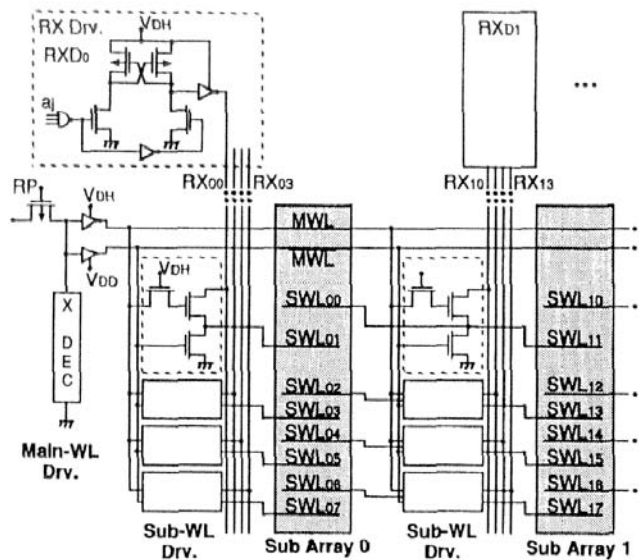 RX Drv.
VDH
RXD0
RXD1
...
aj
RX00
RX03
RX10
RX13
RP
VDH
MWL
MWL
VDD
VDH
X
DEC
SWL00
SWL10
SWL01
SWL11
SWL02
SWL12
SWL03
SWL13
SWL04
SWL14
SWL05
SWL15
SWL06
SWL16
SWL07
SWL17
Main-WL
Drv.
Sub-WL
Drv.
Sub Array 0
Sub-WL
Drv.
Sub Array 1